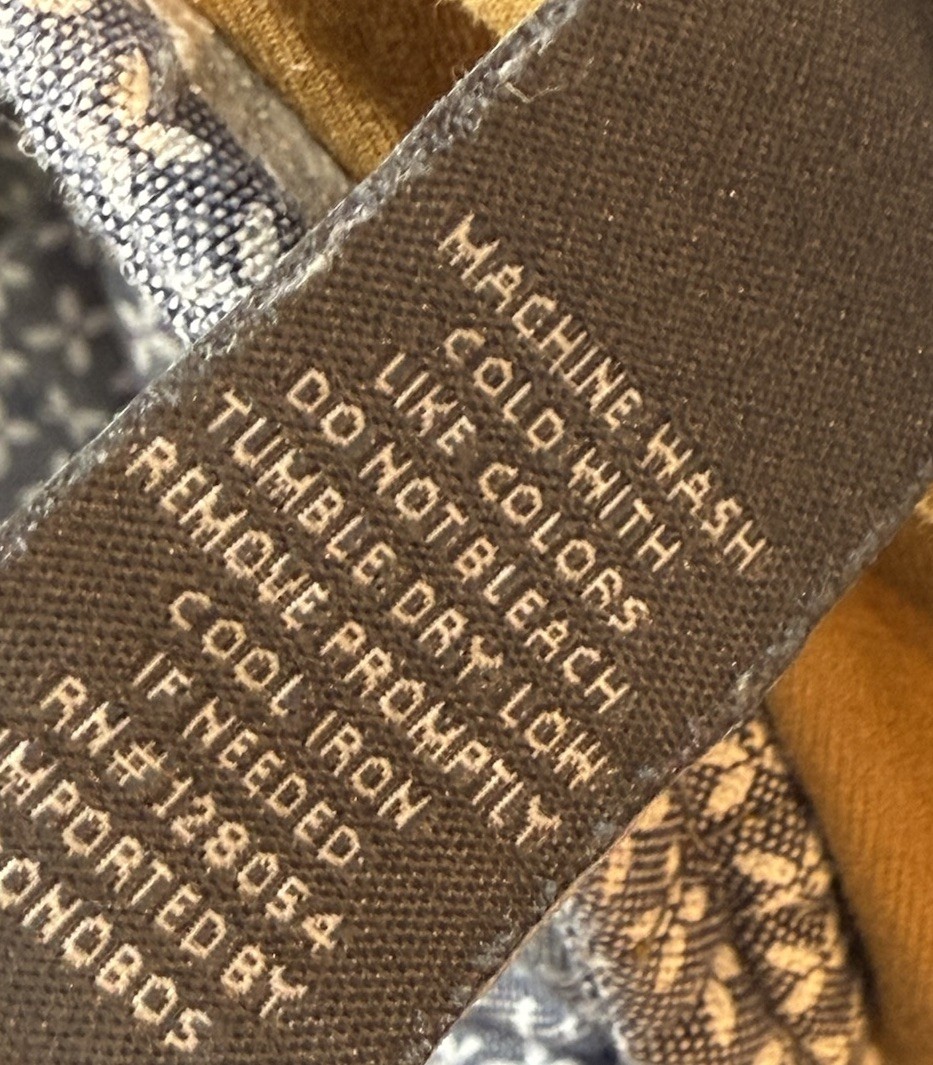 MACHINE WASH
COLD WITH
LIKE COLORS
DO NOT BLEACH
TUMBLE DRY LOW
REMOVE PROMPTLY
COOL IRON
IF NEEDED.
RN# 128054
IMPORTED BY
ONOBOS